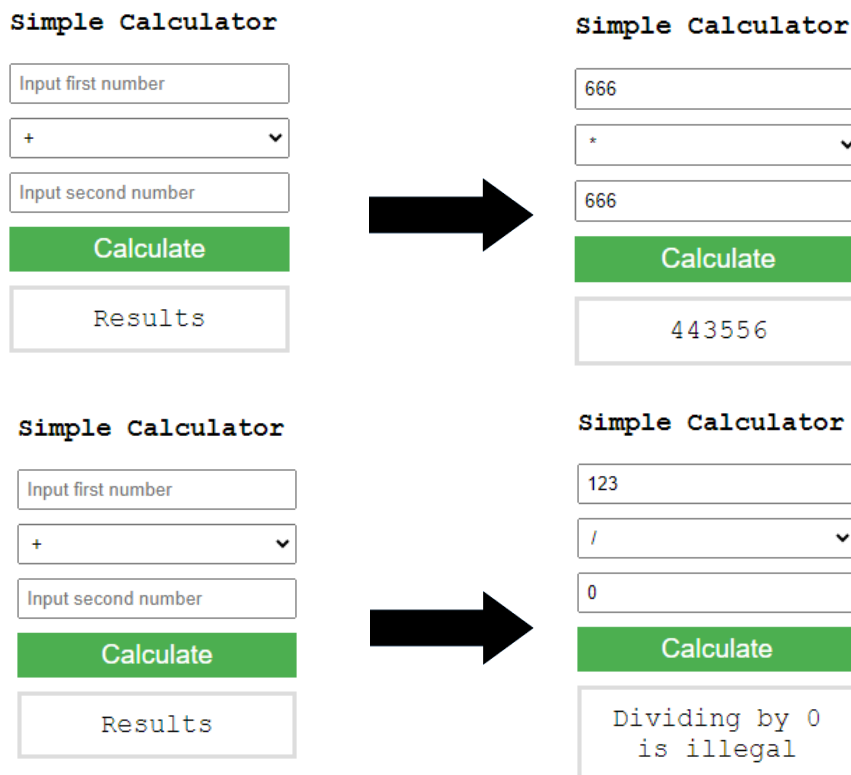 Simple Calculator
Input first number
+
Input second number
Calculate
Results
Simple Calculator
666
*
666
Calculate
443556
Simple Calculator
Input first number
+
Input second number
Calculate
Results
Simple Calculator
123
/
0
Calculate
Dividing by 0
is illegal